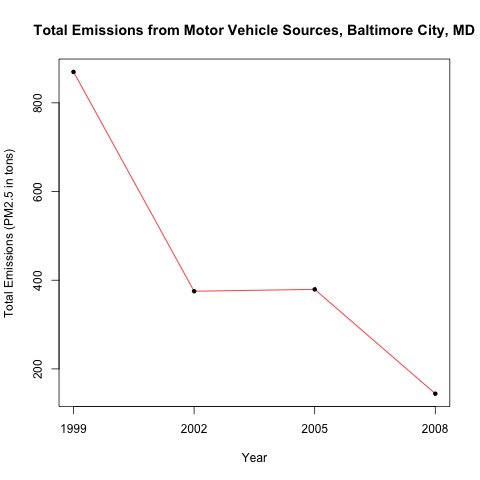 Total Emissions from Motor Vehicle Sources, Baltimore City, MD
Total Emissions (PM2.5 in tons)
800
600
400
200
1999 2002 2005 2008
Year